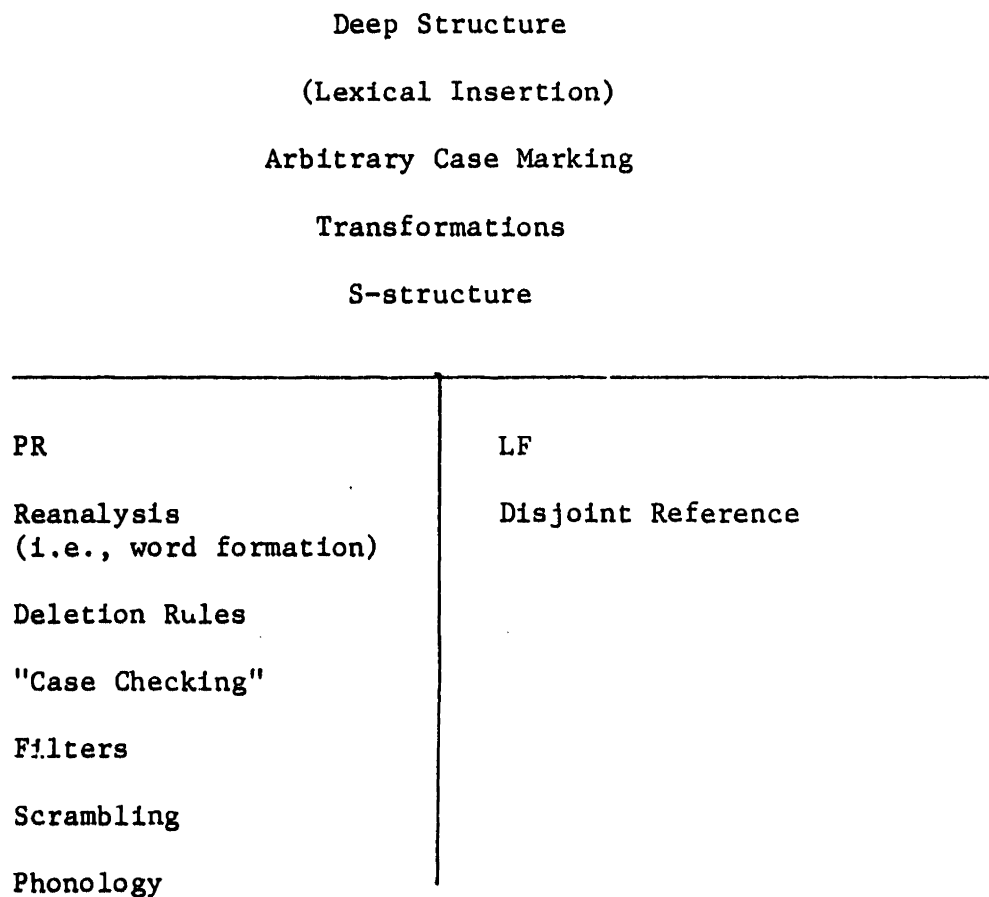 Deep Structure
(Lexical Insertion)
Arbitrary Case Marking
Transformations
S-structure
PR
Reanalysis
(i.e., word formation)
Deletion Rules
"Case Checking"
Filters
Scrambling
Phonology
LF
Disjoint Reference